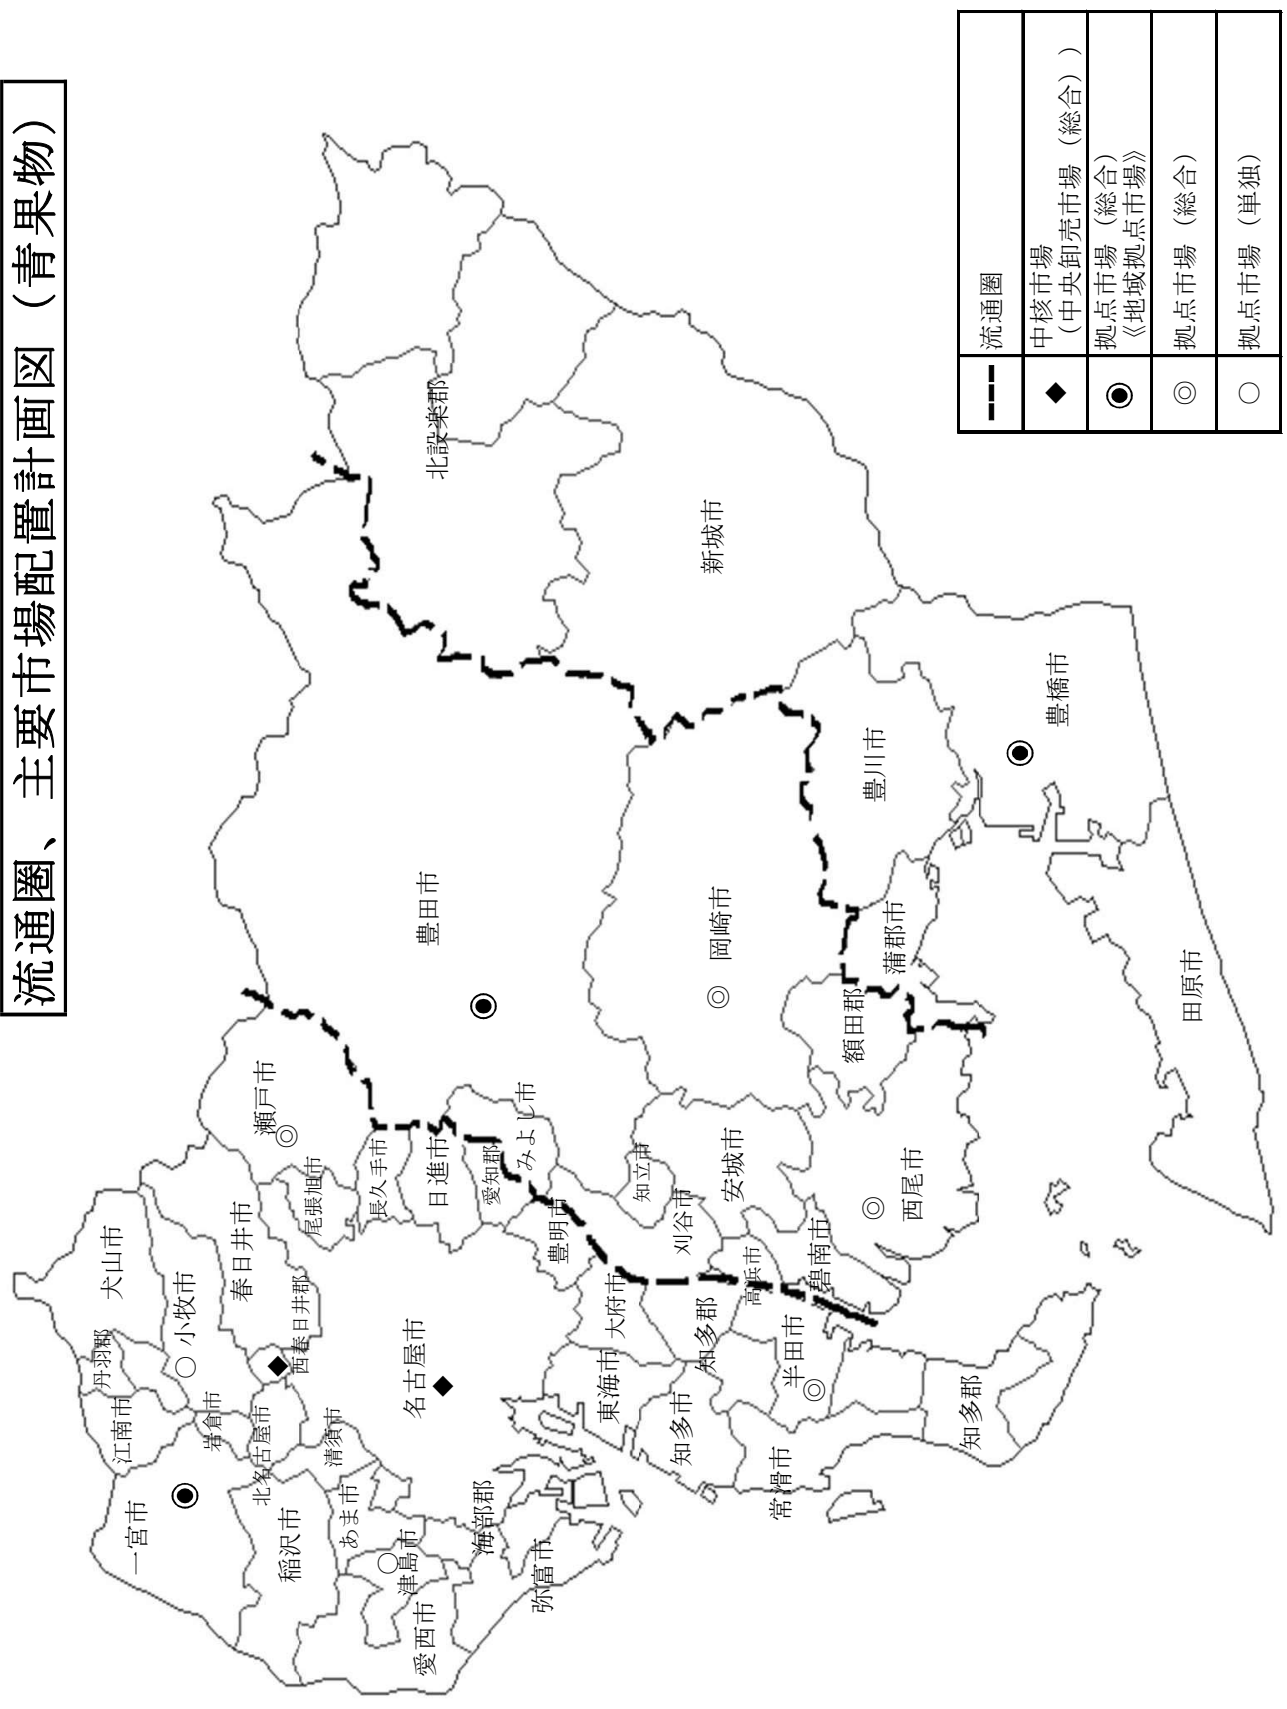 流通圏、主要市場配置計画図（青果物）
流通圏
中核市場
（中央卸売市場（総合））
拠点市場（総合）
《地域拠点市場》
拠点市場（総合）
拠点市場（単独）
犬山市
丹羽郡
江南市
一宮市
小牧市
岩倉市
春日井市
西春日井郡
北名古屋市
稲沢市
瀬戸市
尾張旭市
清須市
あま市
長久手市
日進市
名古屋市
津島市
愛西市
愛知郡
みよし市
海部郡
弥富市
豊明市
豊田市
北設楽郡
大府市
東海市
知立市
刈谷市
知多市
知多郡
安城市
岡崎市
新城市
高浜市
半田市
常滑市
碧南市
額田郡
豊川市
西尾市
蒲郡市
知多郡
豊橋市
田原市